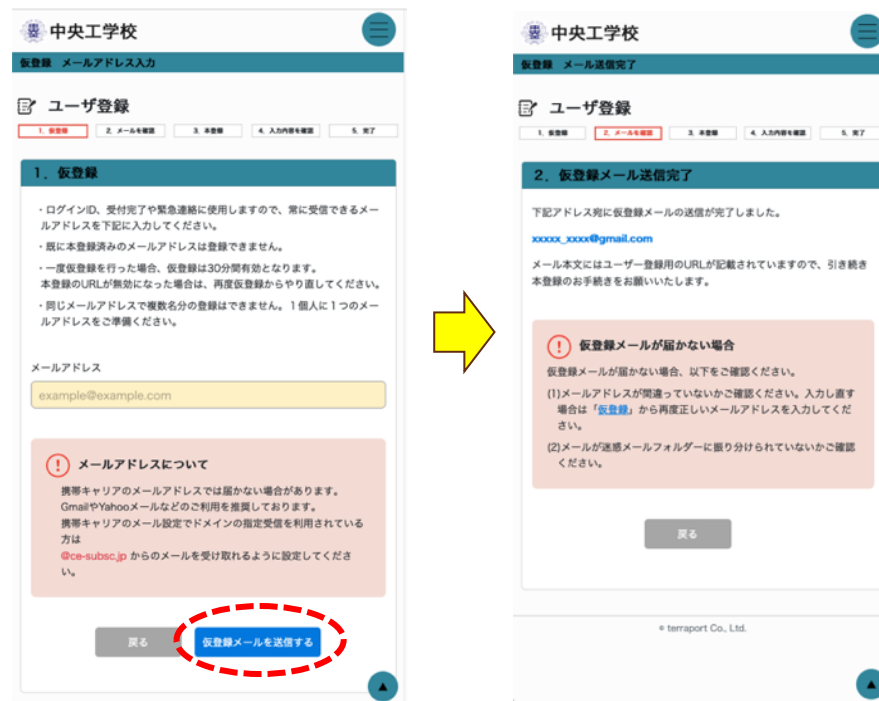 中央工学校
仮登録 メールアドレス入力
ユーザ登録
1. 仮登録
2. メールを確認
3. 本登録
4. 入力内容を確認
5. 完了
1. 仮登録
・ログインID、受付完了や緊急連絡に使用しますので、常に受信できるメー
ルアドレスを下記に入力してください。
・既に本登録済みのメールアドレスは登録できません。
・一度仮登録を行った場合、仮登録は30分間有効となります。
本登録のURLが無効になった場合は、再度仮登録からやり直してください。
・同じメールアドレスで複数名分の登録はできません。1個人に1つのメー
ルアドレスをご準備ください。
メールアドレス
example@example.com
メールアドレスについて
携帯キャリアのメールアドレスでは届かない場合があります。
GmailやYahooメールなどのご利用を推奨しております。
携帯キャリアのメール設定でドメインの指定受信を利用されている
方は
@ce-subsc.jp からのメールを受け取れるように設定してくださ
い。
戻る
仮登録メールを送信する
中央工学校
仮登録 メール送信完了
ユーザ登録
1. 仮登録
2. メールを確認
3. 本登録
4. 入力内容を確認
5. 完了
2. 仮登録メール送信完了
下記アドレス宛に仮登録メールの送信が完了しました。
xxxxx_xxxx@gmail.com
メール本文にはユーザー登録用のURLが記載されていますので、引き続き
本登録のお手続きをお願いいたします。
仮登録メールが届かない場合
仮登録メールが届かない場合、以下をご確認ください。
(1)メールアドレスが間違っていないかご確認ください。入力し直す
場合は「仮登録」から再度正しいメールアドレスを入力してくだ
さい。
(2)メールが迷惑メールフォルダーに振り分けられていないかご確認
ください。
戻る
© terraport Co., Ltd.